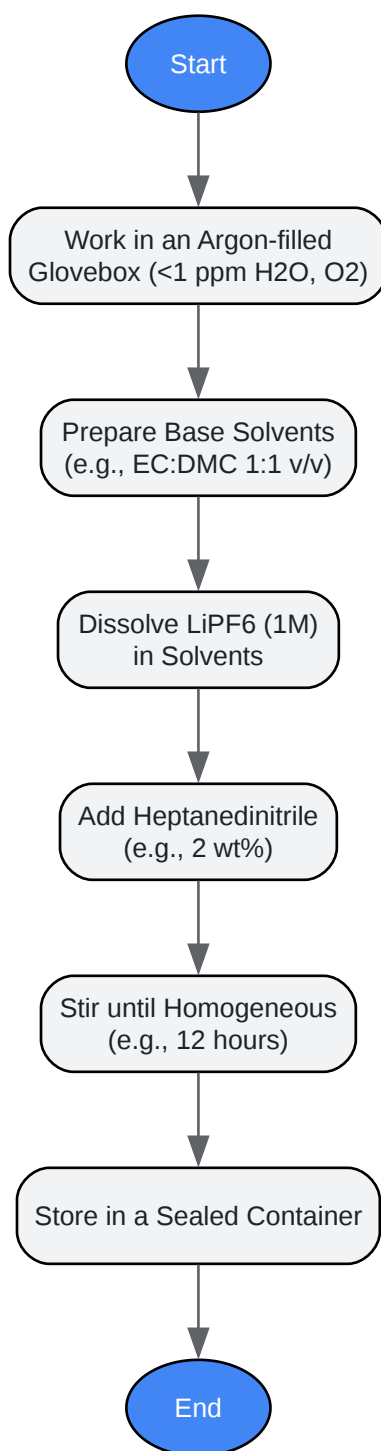 Start
Work in an Argon-filled
Glovebox (<1 ppm H2O, O2)
Prepare Base Solvents
(e.g., EC:DMC 1:1 v/v)
Dissolve LiPF6 (1M)
in Solvents
Add Heptanedinitrile
(e.g., 2 wt%)
Stir until Homogeneous
(e.g., 12 hours)
Store in a Sealed Container
End